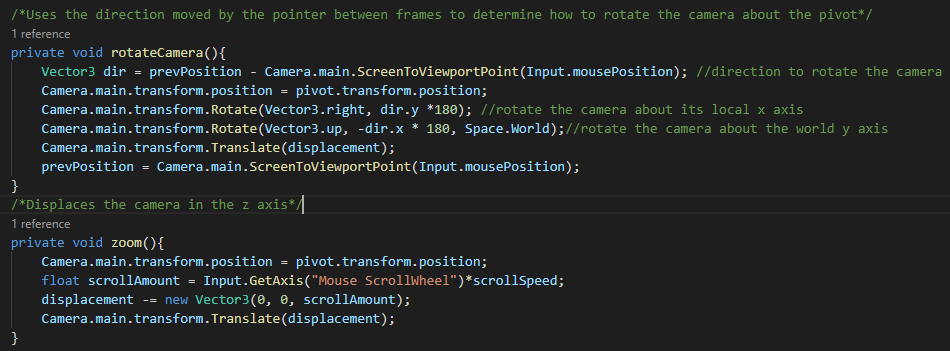 /*Uses the direction moved by the pointer between frames to determine how to rotate the camera about the pivot*/
1 reference
private void rotateCamera(){
Vector3 dir = prevPosition - Camera.main.ScreenToViewportPoint(Input.mousePosition); //direction to rotate the camera
Camera.main.transform.position = pivot.transform.position;
Camera.main.transform.Rotate(Vector3.right, dir.y *180); //rotate the camera about its local x axis
Camera.main.transform.Rotate(Vector3.up, -dir.x * 180, Space.World);//rotate the camera about the world y axis
Camera.main.transform.Translate(displacement);
prevPosition = Camera.main.ScreenToViewportPoint(Input.mousePosition);
}
/*Displaces the camera in the z axis*/
1 reference
private void zoom(){
Camera.main.transform.position = pivot.transform.position;
float scrollAmount = Input.GetAxis("Mouse ScrollWheel")*scrollSpeed;
displacement -= new Vector3(0, 0, scrollAmount);
Camera.main.transform.Translate(displacement);
}